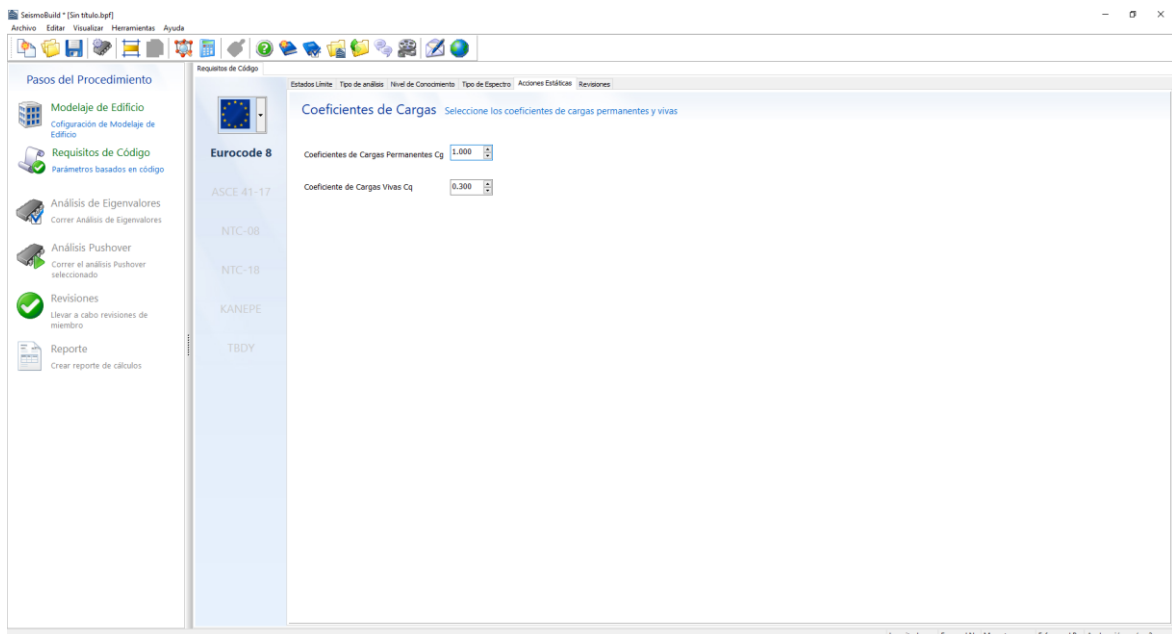 SeismoBuild * [Sin título.bpf]
Archivo Editar Visualizar Herramientas Ayuda
Pasos del Procedimiento
Modelaje de Edificio
Cofiguración de Modelaje de
Edificio
Requisitos de Código
Parámetros basados en código
Análisis de Eigenvalores
Correr Análisis de Eigenvalores
Análisis Pushover
Correr el análisis Pushover
seleccionado
Revisiones
Llevar a cabo revisiones de
miembro
Reporte
Crear reporte de cálculos
Requisitos de Código
Eurocode 8
ASCE 41-17
NTC-08
NTC-18
KANEPE
TBDY
Estados Límite Tipo de análisis Nivel de Conocimiento Tipo de Espectro Acciones Estáticas Revisiones
Coeficientes de Cargas Seleccione los coeficientes de cargas permanentes y vivas
Coeficientes de Cargas Permanentes Cg 1.000
Coeficiente de Cargas Vivas Cq 0.300